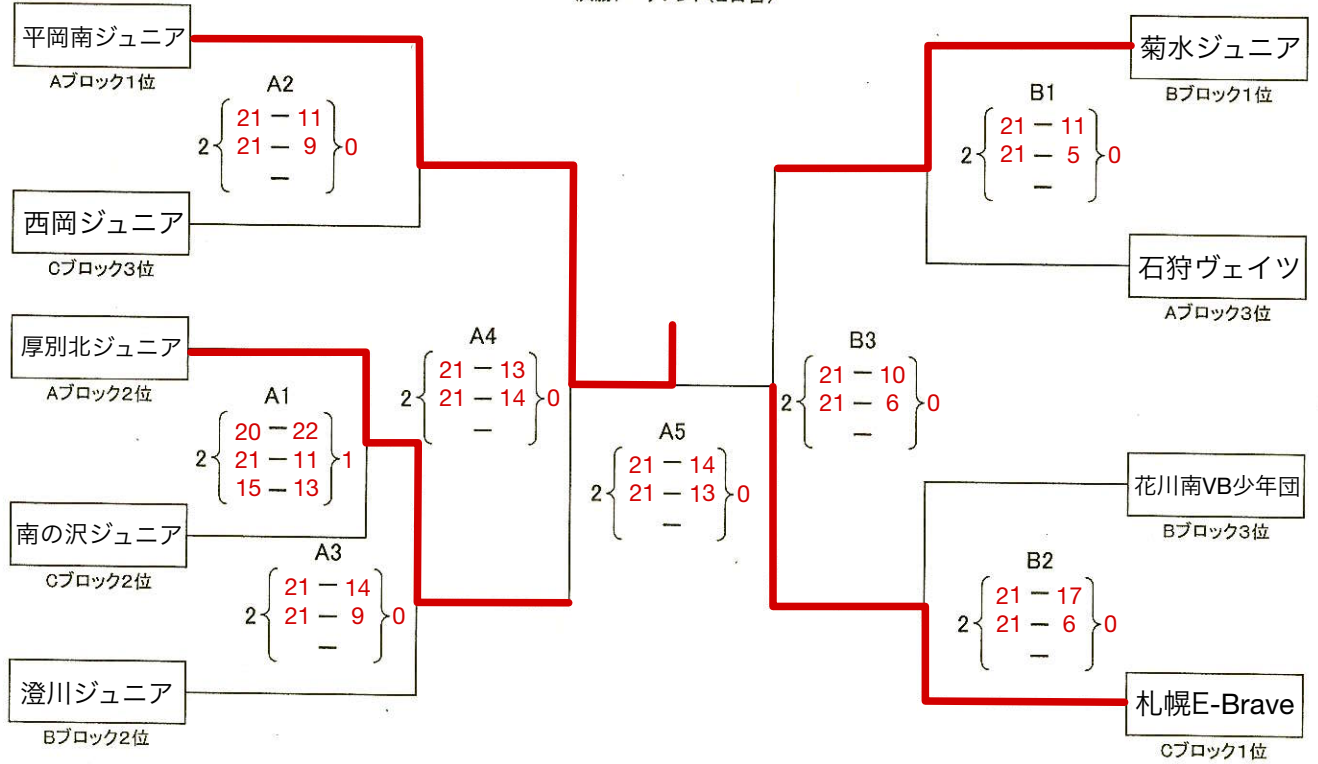 平岡南ジュニア
Aブロック1位
A2
21 ー 11
2 21 ー 9 0
ー
西岡ジュニア
Cブロック3位
厚別北ジュニア
Aブロック2位
A1
20 ー 22
2 21 ー 11 1
15 ー 13
南の沢ジュニア
Cブロック2位
A3
21 ー 14
2 21 ー 9 0
ー
澄川ジュニア
Bブロック2位
A4
21 ー 13
2 21 ー 14 0
ー
A5
21 ー 14
2 21 ー 13 0
ー
B3
21 ー 10
2 21 ー 6 0
ー
菊水ジュニア
Bブロック1位
B1
21 ー 11
2 21 ー 5 0
ー
石狩ヴェイツ
Aブロック3位
花川南VB少年団
Bブロック3位
B2
21 ー 17
2 21 ー 6 0
ー
札幌E-Brave
Cブロック1位